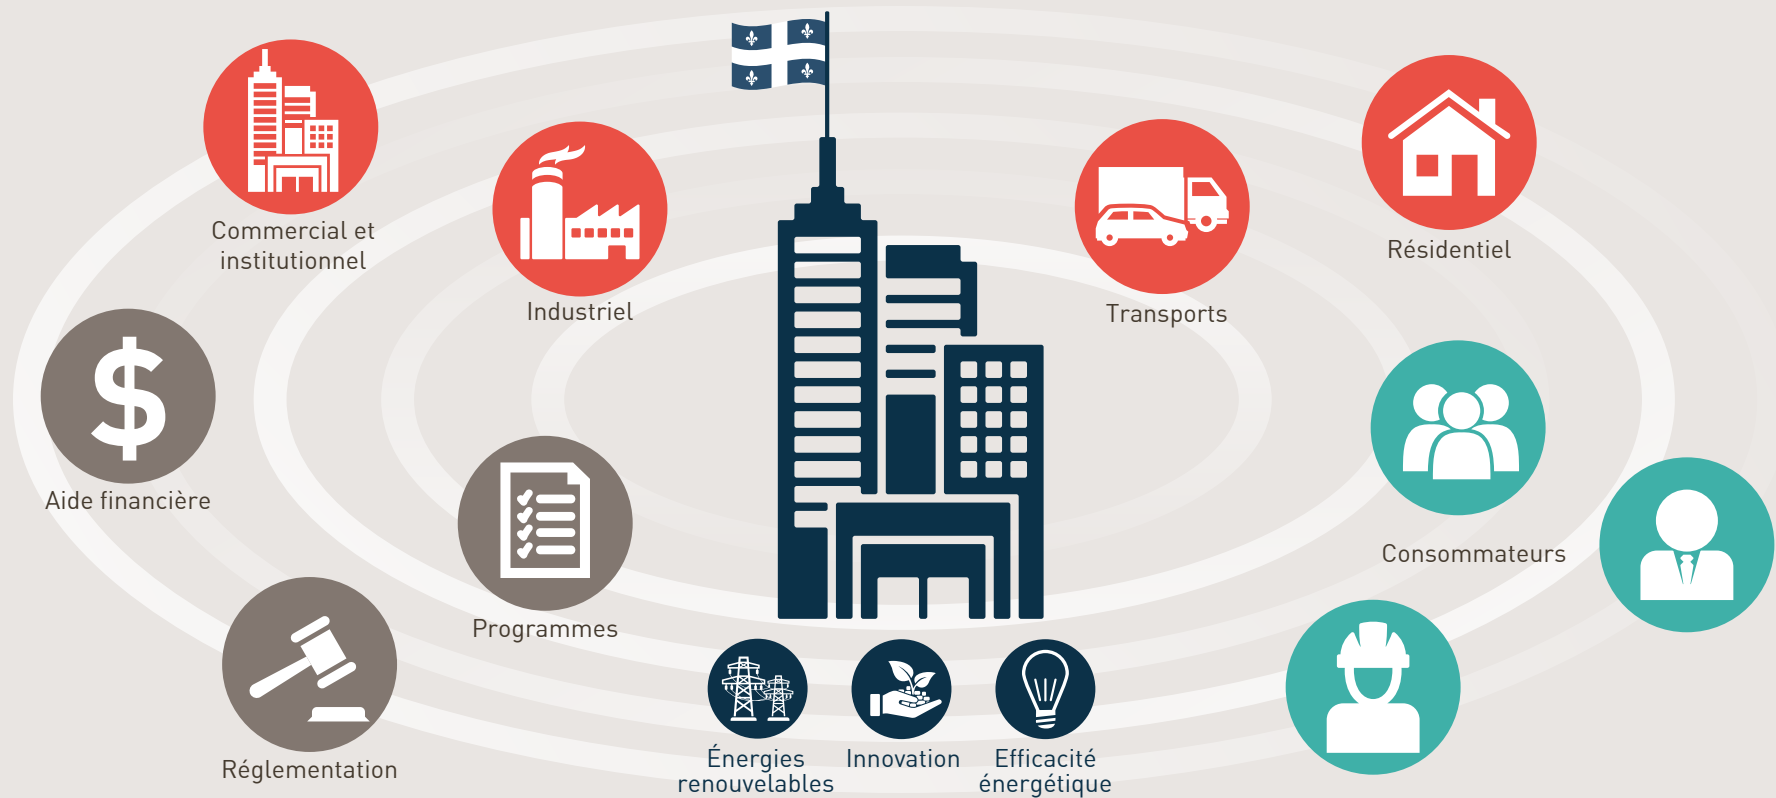 Commercial et
institutionnel
Industriel
Transports
Résidentiel
$
Aide financière
Programmes
Consommateurs
Réglementation
Énergies
renouvelables
Innovation
Efficacité
énergétique